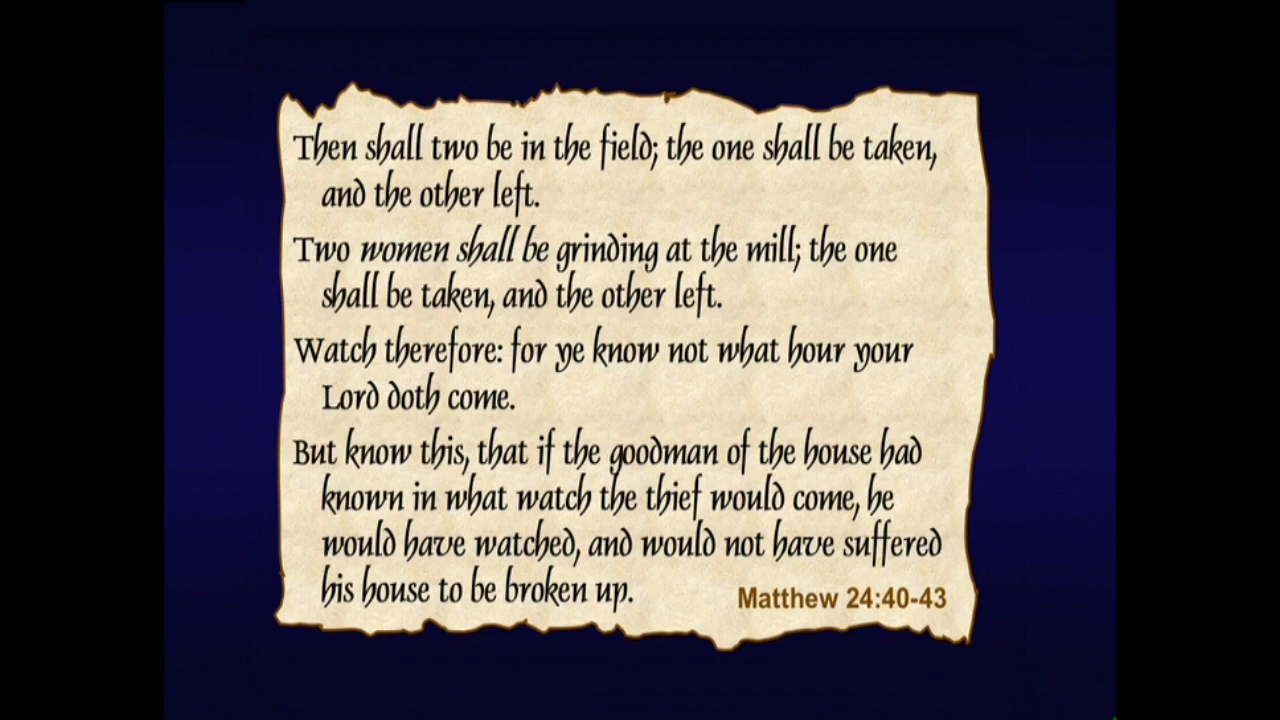 Then shall two be in the field; the one shall be taken,
and the other left.
Two women shall be grinding at the mill; the one
shall be taken, and the other left.
Watch therefore: for ye know not what hour your
Lord doth come.
But know this, that if the goodman of the house had
known in what watch the thief would come, he
would have watched, and would not have suffered
his house to be broken up.
Matthew 24:40-43